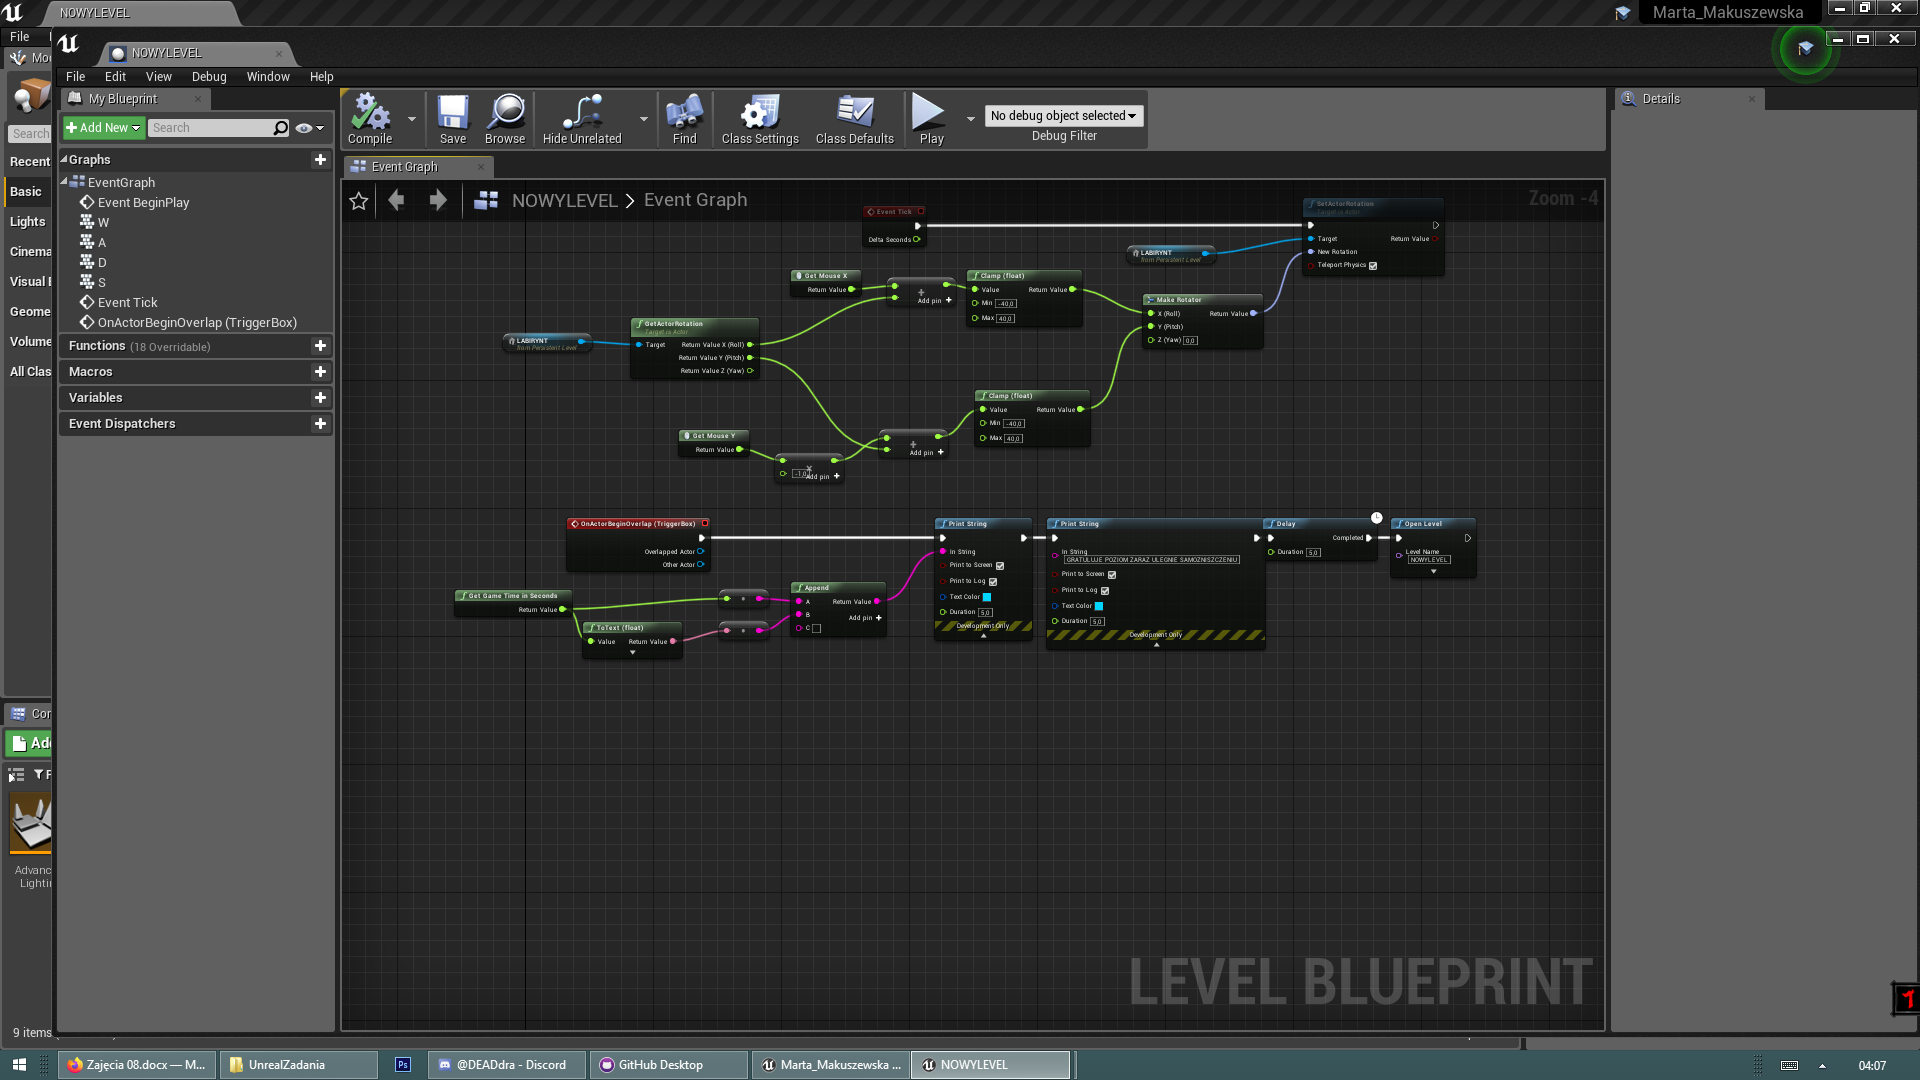 NOWYLEVEL
Marta_Makuszewska
File
NOWYLEVEL
Mo
File Edit View Debug Window Help
My Blueprint
Details
Add New
Search
Compile
Save
Browse
Hide Unrelated
Find
Class Settings
Class Defaults
Play
No debug object selected
Debug Filter
Search
Recent
Basic
Lights
Cinema
Visual E
Geome
Volume
All Clas
Graphs
EventGraph
Event BeginPlay
W
A
D
S
Event Tick
OnActorBeginOverlap (TriggerBox)
Functions (18 Overridable)
Macros
Variables
Event Dispatchers
Event Graph
NOWYLEVEL > Event Graph
Zoom -4
Event Tick
Delta Seconds
SetActorRotation
Target is Actor
Target
Return Value
New Rotation
Teleport Physics
LABIRYNT
from Persistent Level
Get Mouse X
Return Value
Add pin +
Clamp (float)
Value
Return Value
Min -40,0
Max 40,0
Make Rotator
X (Roll)
Return Value
Y (Pitch)
Z (Yaw) 0,0
LABIRYNT
from Persistent Level
GetActorRotation
Target is Actor
Target
Return Value X (Roll)
Return Value Y (Pitch)
Return Value Z (Yaw)
Clamp (float)
Value
Return Value
Min -40,0
Max 40,0
Get Mouse Y
Return Value
Add pin +
-1,0
Add pin +
OnActorBeginOverlap (TriggerBox)
Overlapped Actor
Other Actor
Print String
In String
Print to Screen
Print to Log
Text Color
Duration 5,0
Development Only
Print String
In String
GRATULUJE POZIOM ZARAZ ULEGNIE SAMOZNISZCZENIU
Print to Screen
Print to Log
Text Color
Duration 5,0
Development Only
Delay
Completed
Duration 5,0
Open Level
Level Name
NOWYLEVEL
Get Game Time in Seconds
Return Value
ToText (float)
Value
Return Value
Append
A
Return Value
B
Add pin +
C
LEVEL BLUEPRINT
Cor
Add
F
Advanc
Lightin
9 items
Zajęcia 08.docx — M...
UnrealZadania
Ps
@DEADdra - Discord
GitHub Desktop
Marta_Makuszewska ...
NOWYLEVEL
04:07